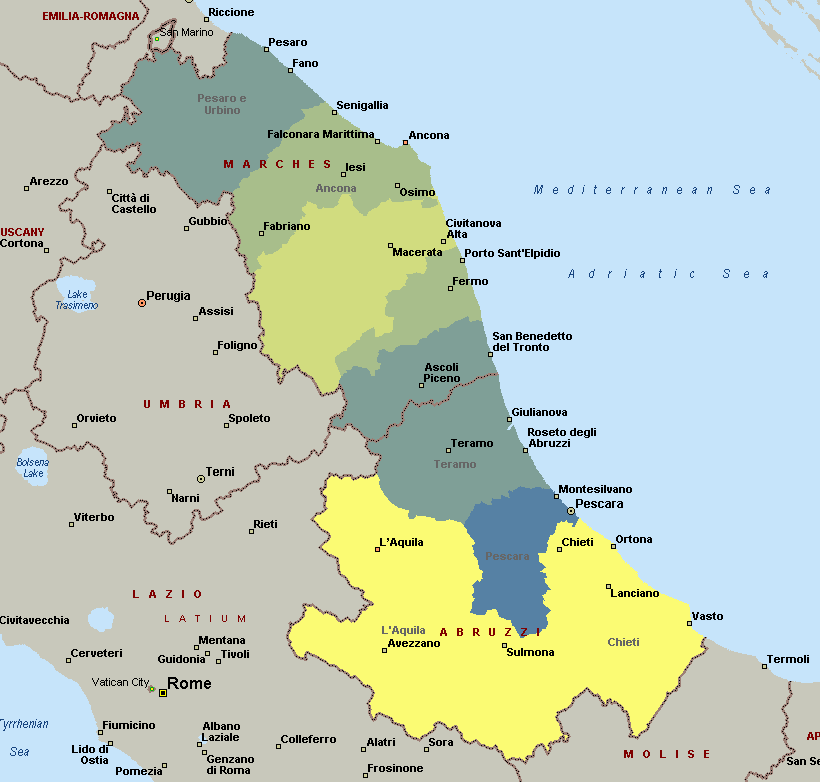 Riccione
EMILIA-ROMAGNA
San Marino
Pesaro
Fano
Pesaro e
Urbino
Senigallia
Falconara Marittima
Ancona
MARCHES
Iesi
Arezzo
Ancona
Osimo
Città di
Castello
Mediterranean Sea
Gubbio
Fabriano
Civitanova
Alta
USCANY
Cortona
Macerata
Porto Sant'Elpidio
Adriatic Sea
Fermo
Lake
Trasimeno
Perugia
Assisi
Foligno
San Benedetto
del Tronto
Ascoli
Piceno
UMBRIA
Orvieto
Spoleto
Giulianova
Roseto degli
Abruzzi
Teramo
Teramo
Bolsena
Lake
Terni
Narni
Montesilvano
Pescara
Viterbo
Rieti
L'Aquila
Pescara
Chieti
Ortona
LAZIO
Lanciano
LATIUM
Civitavecchia
Vasto
L'Aquila
ABRUZZI
Mentana
Avezzano
Chieti
Cerveteri
Guidonia
Tivoli
Sulmona
Termoli
Vatican City
Rome
Tyrrhenian
Sea
Fiumicino
Albano
Laziale
Colleferro
Alatri
Sora
Lido di
Ostia
Genzano
di Roma
MOLISE
AP
San Se
Pomezia
Frosinone